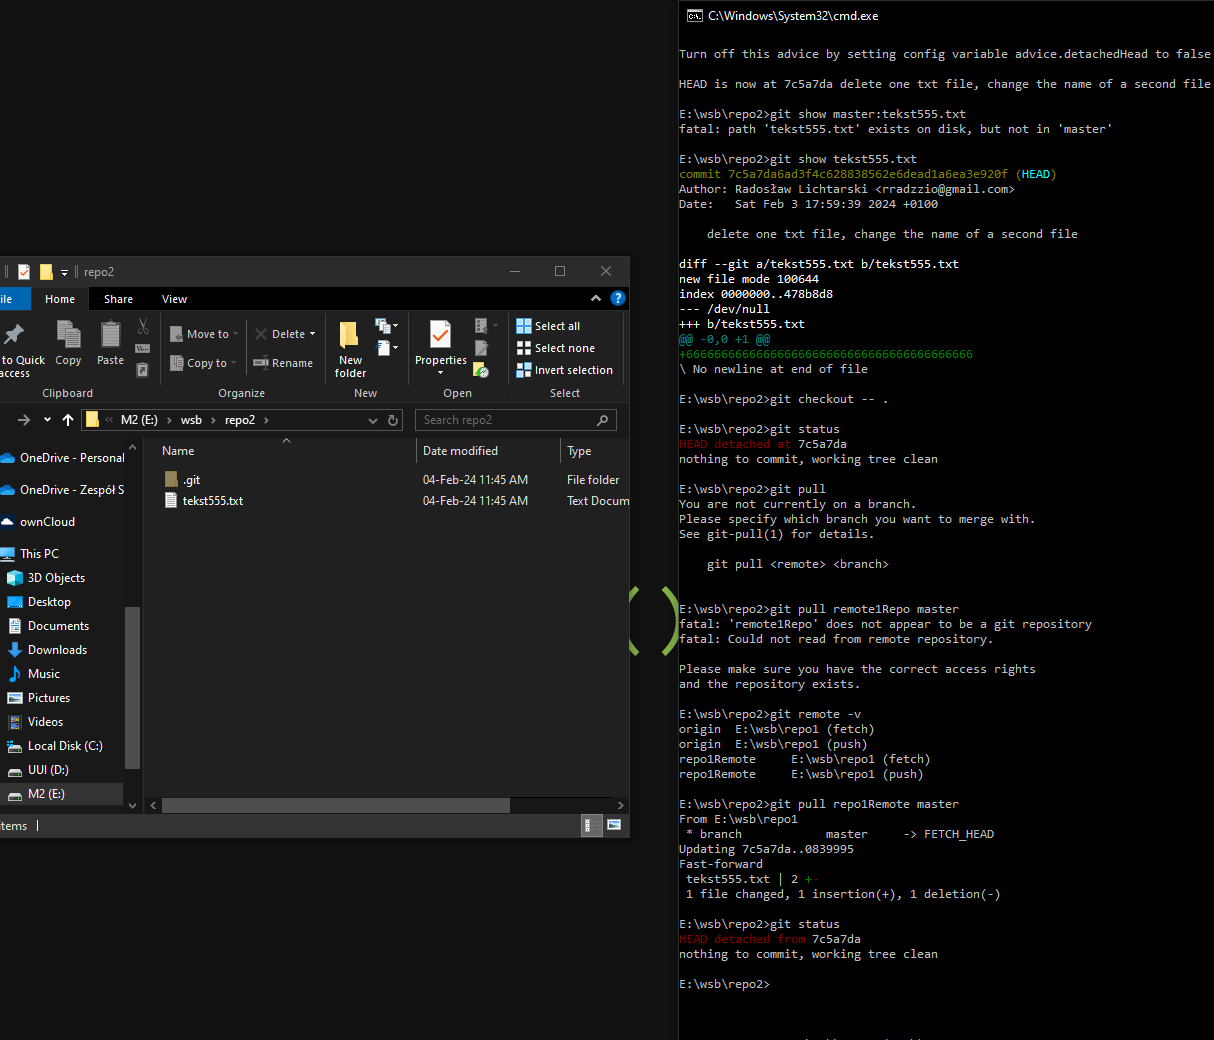 repo2
ile
Home
Share
View
to Quick
access
Copy
Paste
Move to
Copy to
Delete
Rename
New
folder
Properties
Select all
Select none
Invert selection
Clipboard
Organize
New
Open
Select
M2 (E:) › wsb › repo2 ›
Search repo2
Name
Date modified
Type
.git
04-Feb-24 11:45 AM
File folder
tekst555.txt
04-Feb-24 11:45 AM
Text Docum
OneDrive - Personal
OneDrive - Zespół S
ownCloud
This PC
3D Objects
Desktop
Documents
Downloads
Music
Pictures
Videos
Local Disk (C:)
UUI (D:)
M2 (E:)
items
C:\Windows\System32\cmd.exe
Turn off this advice by setting config variable advice.detachedHead to false
HEAD is now at 7c5a7da delete one txt file, change the name of a second file
E:\wsb\repo2>git show master:tekst555.txt
fatal: path 'tekst555.txt' exists on disk, but not in 'master'
E:\wsb\repo2>git show tekst555.txt
commit 7c5a7da6ad3f4c628838562e6dead1a6ea3e920f (HEAD)
Author: Radosław Lichtarski <rradzzio@gmail.com>
Date:   Sat Feb 3 17:59:39 2024 +0100
delete one txt file, change the name of a second file
diff --git a/tekst555.txt b/tekst555.txt
new file mode 100644
index 0000000..478b8d8
--- /dev/null
+++ b/tekst555.txt
@@ -0,0 +1 @@
+66666666666666666666666666666666666666666
\ No newline at end of file
E:\wsb\repo2>git checkout -- .
E:\wsb\repo2>git status
HEAD detached at 7c5a7da
nothing to commit, working tree clean
E:\wsb\repo2>git pull
You are not currently on a branch.
Please specify which branch you want to merge with.
See git-pull(1) for details.
git pull <remote> <branch>
E:\wsb\repo2>git pull remote1Repo master
fatal: 'remote1Repo' does not appear to be a git repository
fatal: Could not read from remote repository.
Please make sure you have the correct access rights
and the repository exists.
E:\wsb\repo2>git remote -v
origin  E:\wsb\repo1 (fetch)
origin  E:\wsb\repo1 (push)
repo1Remote     E:\wsb\repo1 (fetch)
repo1Remote     E:\wsb\repo1 (push)
E:\wsb\repo2>git pull repo1Remote master
From E:\wsb\repo1
* branch            master     -> FETCH_HEAD
Updating 7c5a7da..0839995
Fast-forward
tekst555.txt | 2 +-
1 file changed, 1 insertion(+), 1 deletion(-)
E:\wsb\repo2>git status
HEAD detached from 7c5a7da
nothing to commit, working tree clean
E:\wsb\repo2>